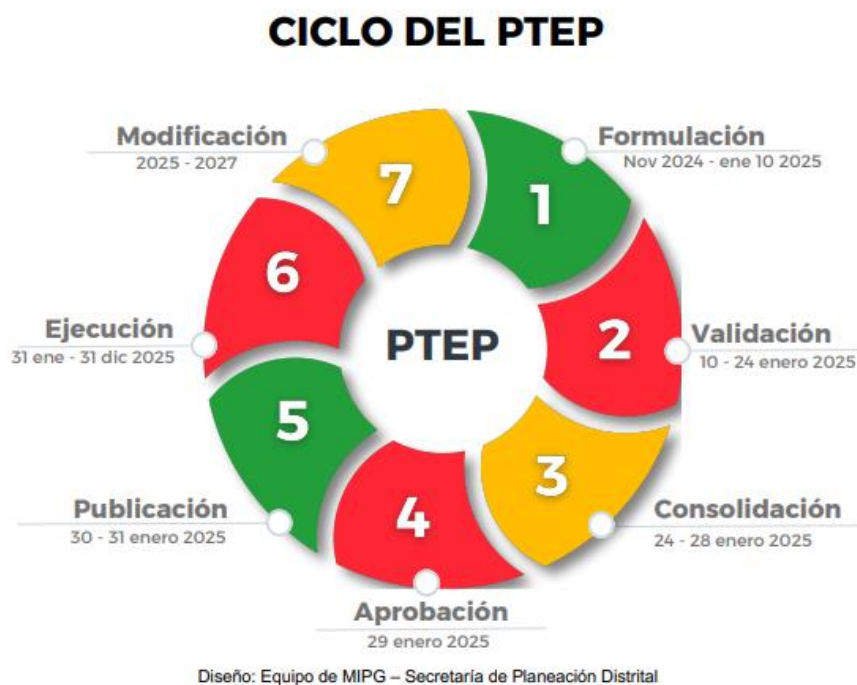 CICLO DEL PTEP
1
Formulación
Nov 2024 - ene 10 2025
2
Validación
10 - 24 enero 2025
3
Consolidación
24 - 28 enero 2025
4
Aprobación
29 enero 2025
5
Publicación
30 - 31 enero 2025
6
Ejecución
31 ene - 31 dic 2025
7
Modificación
2025 - 2027
PTEP
Diseño: Equipo de MIPG – Secretaría de Planeación Distrital